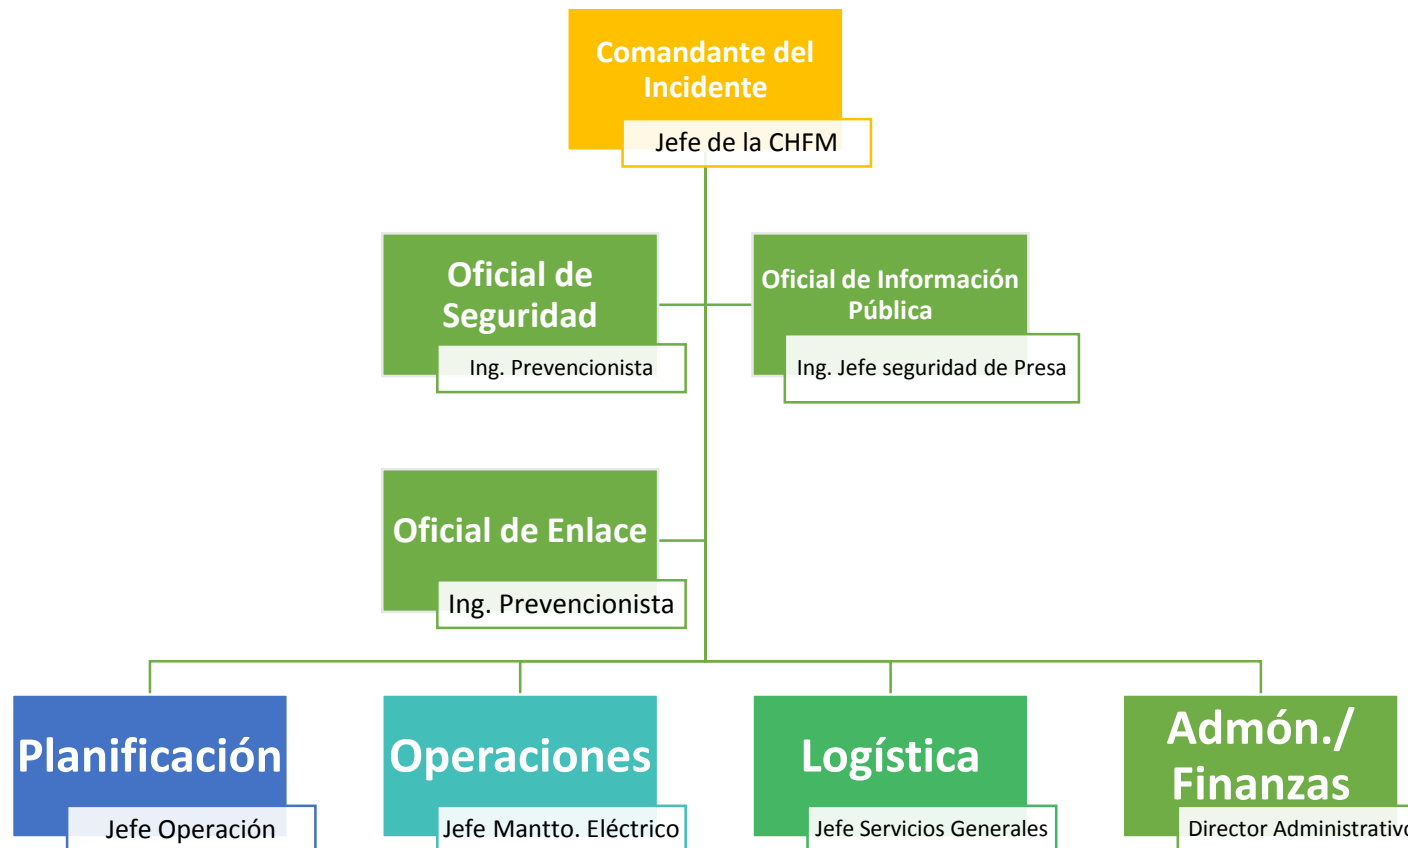 Comandante del
Incidente
Jefe de la CHFM
Oficial de
Seguridad
Ing. Prevencionista
Oficial de Información
Pública
Ing. Jefe seguridad de Presa
Oficial de Enlace
Ing. Prevencionista
Planificación
Jefe Operación
Operaciones
Jefe Mantto. Eléctrico
Logística
Jefe Servicios Generales
Admón./
Finanzas
Director Administrativo